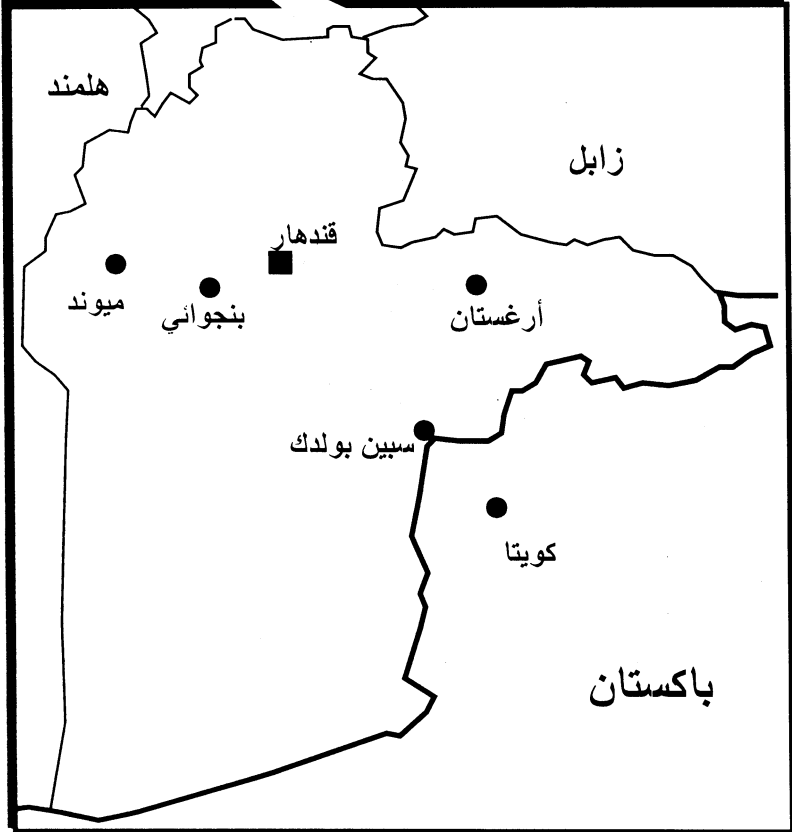 هلمند
زابل
قندهار
ميوند
بنجوائي
أرغستان
سبين بولدك
كويتا
باكستان